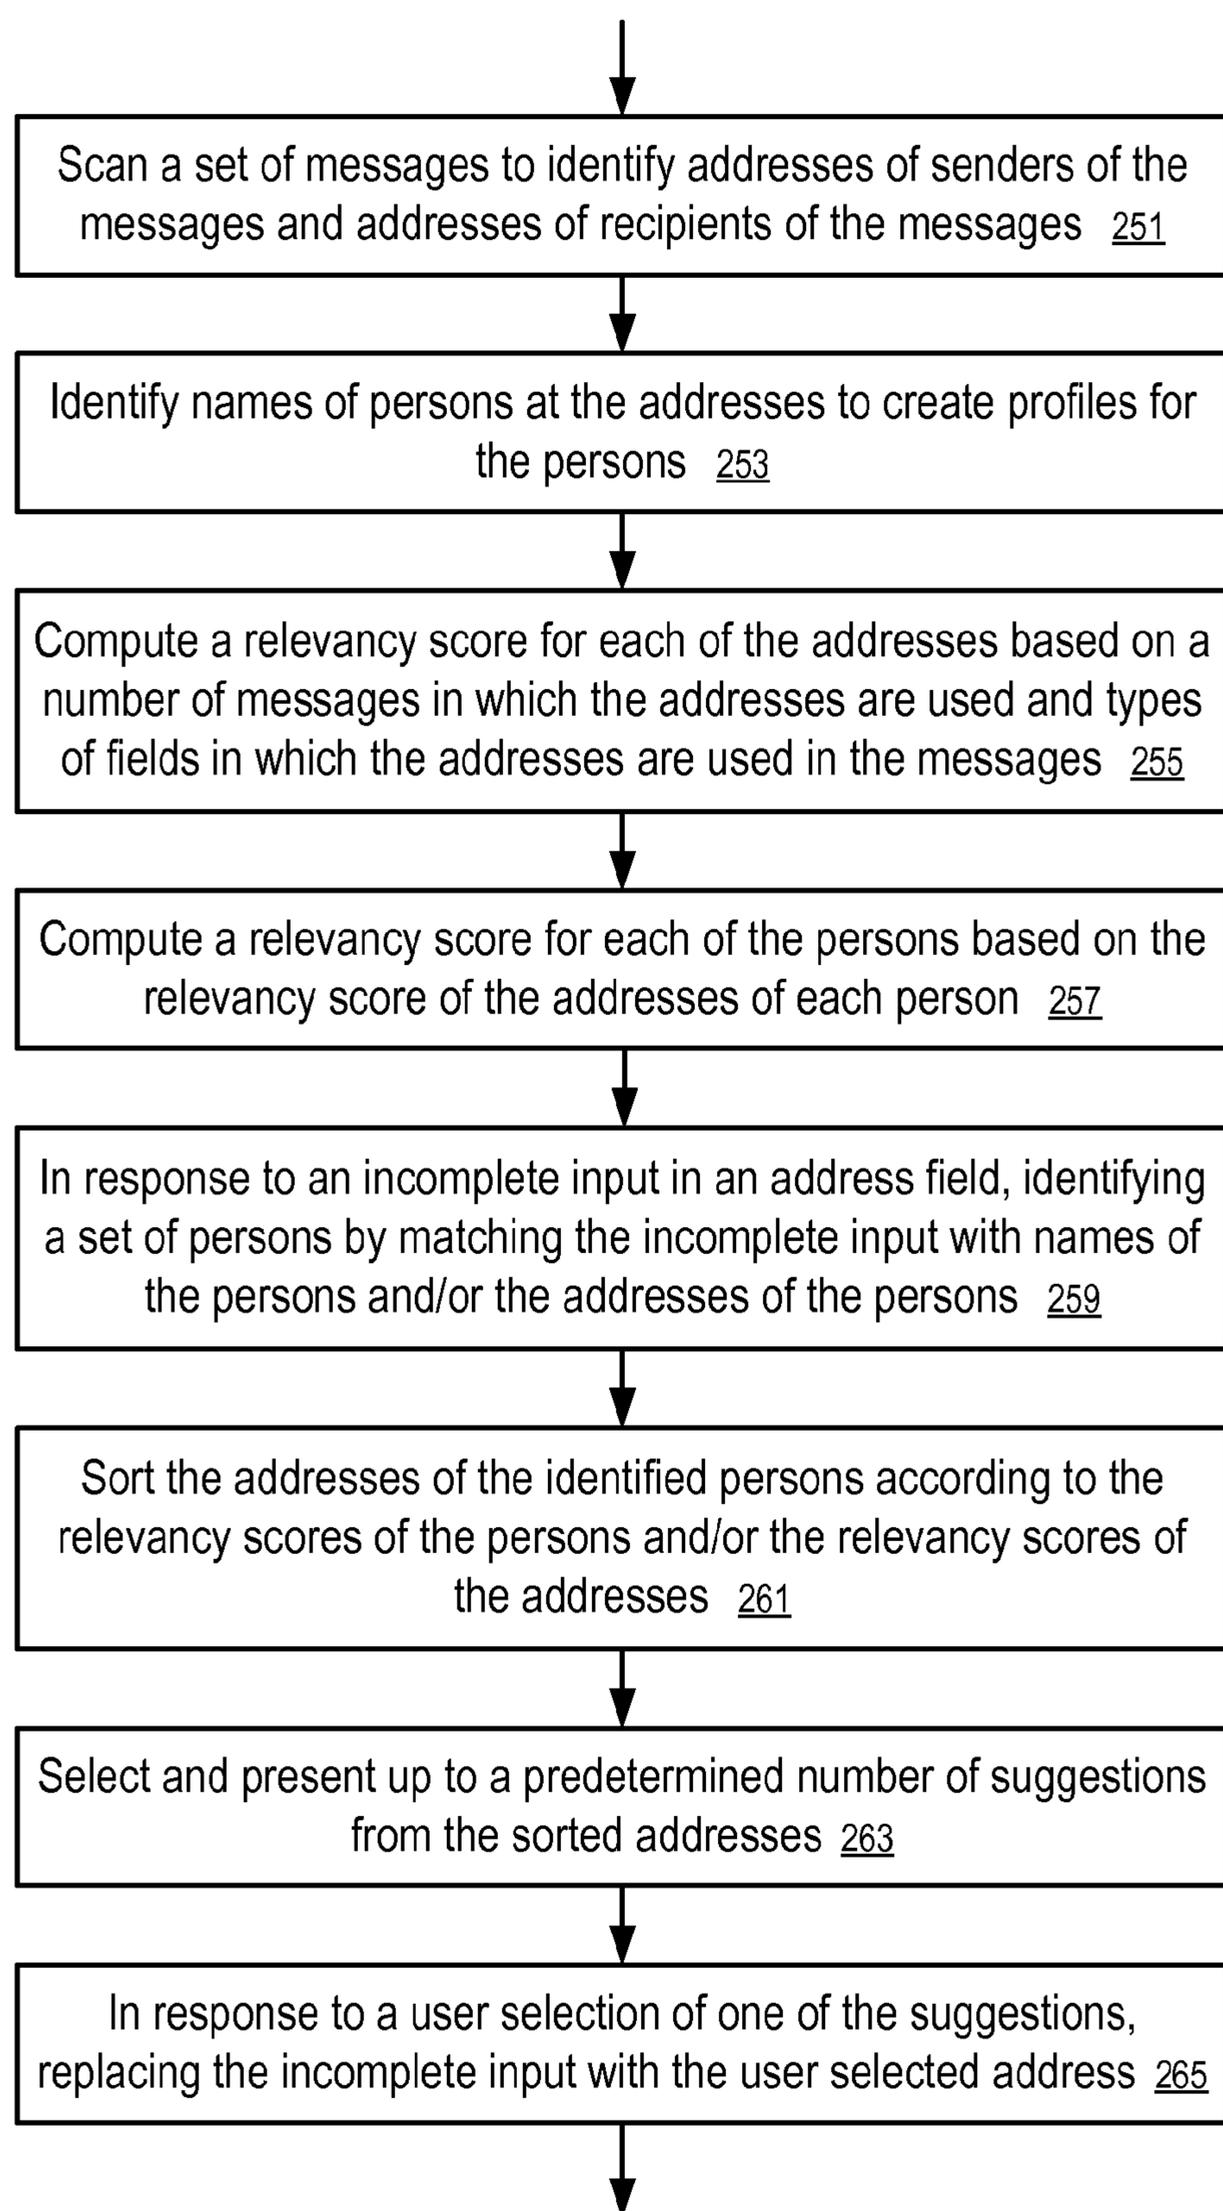 Scan a set of messages to identify addresses of senders of the
messages and addresses of recipients of the messages 251
Identify names of persons at the addresses to create profiles for
the persons 253
Compute a relevancy score for each of the addresses based on a
number of messages in which the addresses are used and types
of fields in which the addresses are used in the messages 255
Compute a relevancy score for each of the persons based on the
relevancy score of the addresses of each person 257
In response to an incomplete input in an address field, identifying
a set of persons by matching the incomplete input with names of
the persons and/or the addresses of the persons 259
Sort the addresses of the identified persons according to the
relevancy scores of the persons and/or the relevancy scores of
the addresses 261
Select and present up to a predetermined number of suggestions
from the sorted addresses 263
In response to a user selection of one of the suggestions,
replacing the incomplete input with the user selected address 265